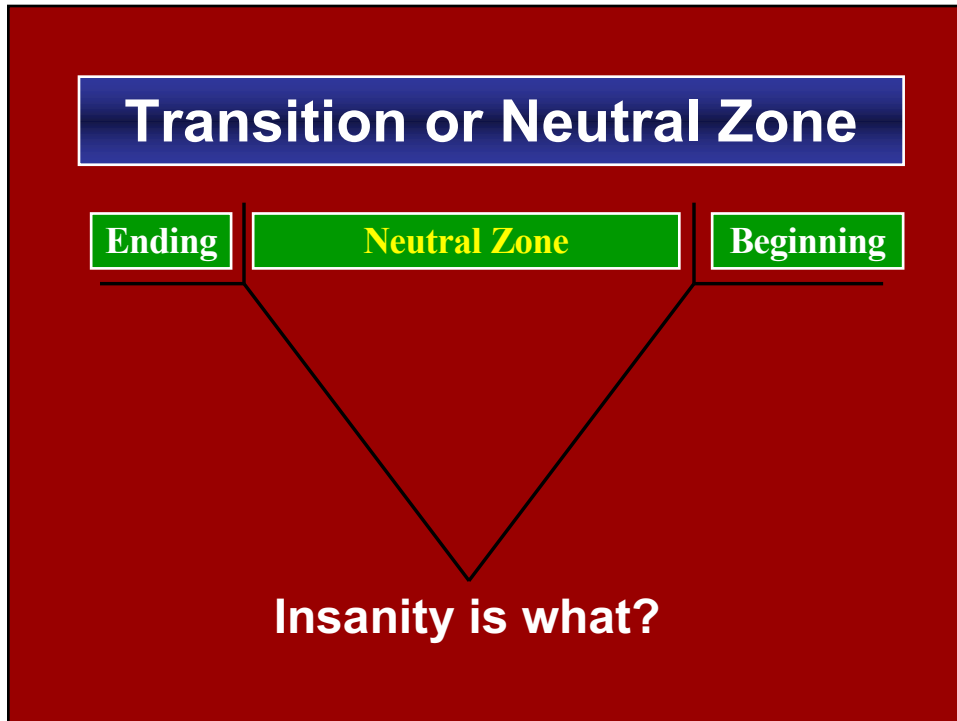 Transition or Neutral Zone
Ending Neutral Zone Beginning
Insanity is what?